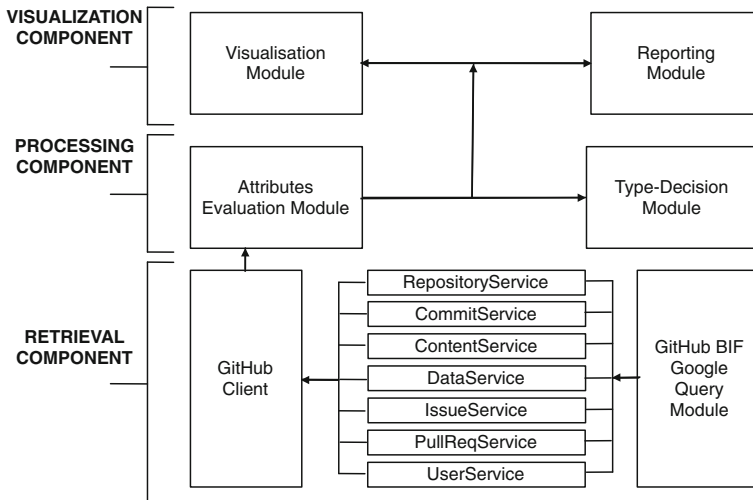 VISUALIZATION
COMPONENT
Visualisation
Module
Reporting
Module
PROCESSING
COMPONENT
Attributes
Evaluation Module
Type-Decision
Module
RETRIEVAL
COMPONENT
GitHub
Client
RepositoryService
CommitService
ContentService
DataService
IssueService
PullReqService
UserService
GitHub BIF
Google
Query
Module